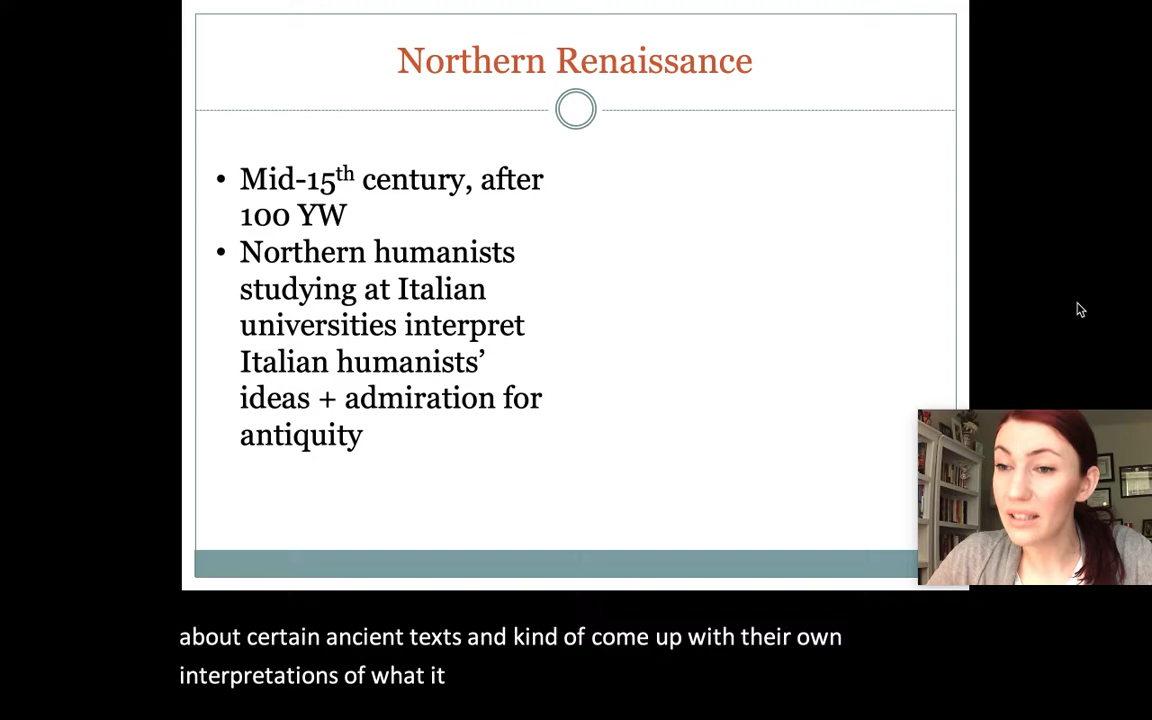 Northern Renaissance
• Mid-15th century, after
100 YW
• Northern humanists
studying at Italian
universities interpret
Italian humanists’
ideas + admiration for
antiquity
about certain ancient texts and kind of come up with their own
interpretations of what it